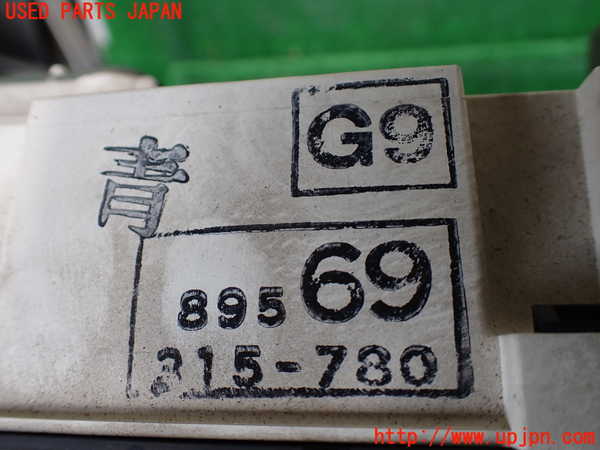 USED PARTS JAPAN
G9
青
895 69
315-780
http://www.upjpn.com